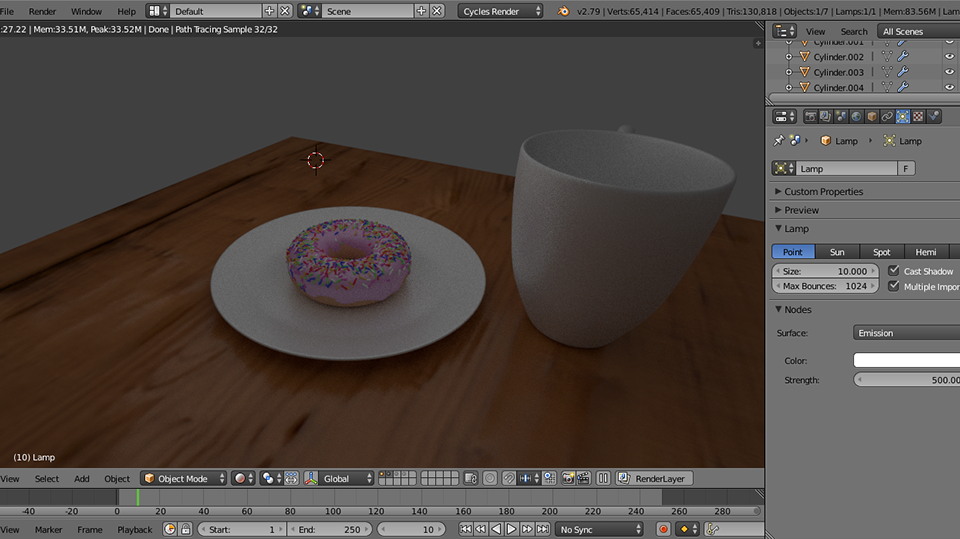 File Render Window Help Default Scene Cycles Render v2.79 | Verts:65,414 | Faces:65,409 | Tris:130,818 | Objects:1/7 | Lamps:1/1 | Mem:83.56M | Lam
:27.22 | Mem:33.51M, Peak:33.52M | Done | Path Tracing Sample 32/32
View Search All Scenes
Cylinder.001
Cylinder.002
Cylinder.003
Cylinder.004
Lamp Lamp
Lamp F
Custom Properties
Preview
Lamp
Point Sun Spot Hemi
Size: 10.000 Cast Shadow
Max Bounces: 1024 Multiple Impor
Nodes
Surface: Emission
Color:
Strength: 500.00
(10) Lamp
View Select Add Object Object Mode Global RenderLayer
-40 -20 0 20 40 60 80 100 120 140 160 180 200 220 240 260 280
View Marker Frame Playback Start: 1 End: 250 10 No Sync